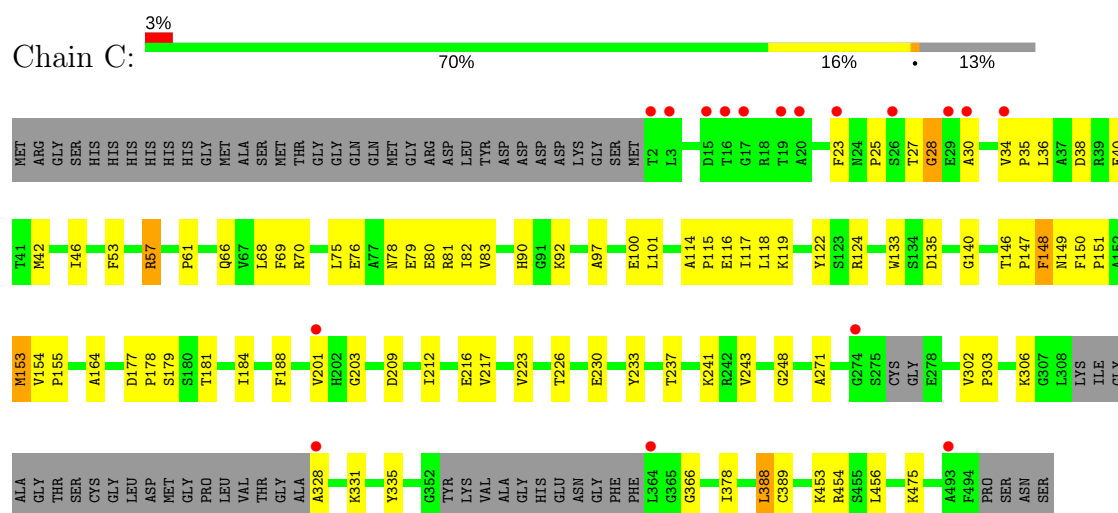 3%
Chain C:
70% 16% • 13%
MET ARG GLY SER HIS HIS HIS HIS HIS HIS GLY MET ALA SER MET THR GLY GLY GLN GLN MET GLY ARG ASP LEU TYR ASP ASP ASP ASP LYS GLY SER MET T2 L3 D15 T16 G17 R18 T19 A20 F23 N24 P25 S26 T27 G28 E29 A30 V34 P35 L36 A37 D38 R39
T41 M42 I46 F53 R57 P61 Q66 V67 L68 F69 R70 L75 E76 A77 N78 E79 E80 R81 I82 V83 H90 G91 K92 A97 E100 L101 A114 P115 E116 I117 L118 K119 Y122 S123 R124 W133 S134 D135 G140 T146 P147 F148 N149 F150 P151
M153 V154 P155 A164 D177 P178 S179 S180 T181 I184 F188 V201 H202 G203 D209 I212 E216 V217 V223 T226 E230 Y233 T237 K241 R242 V243 G248 A271 G274 S275 CYS GLY E278 V302 P303 K306 G307 L308 LYS ILE
ALA GLY THR SER CYS GLY LEU ASP MET GLY PRO LEU VAL THR GLY ALA A328 K331 Y335 G352 TYR LYS VAL ALA GLY HIS GLU ASN GLY PHE PHE L364 G365 G366 I378 L388 C389 K453 R454 S455 L456 K475 A493 F494 PRO SER ASN SER